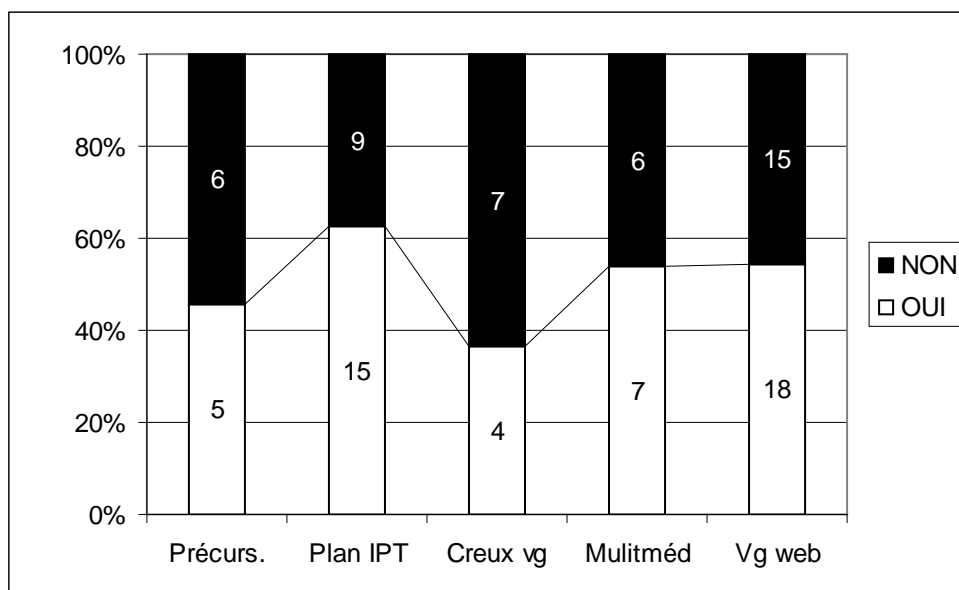 100%
80%
60%
40%
20%
0%
6
9
7
6
15
5
15
4
7
18
Précurs.
Plan IPT
Creux vg
Mulitméd
Vg web
NON
OUI